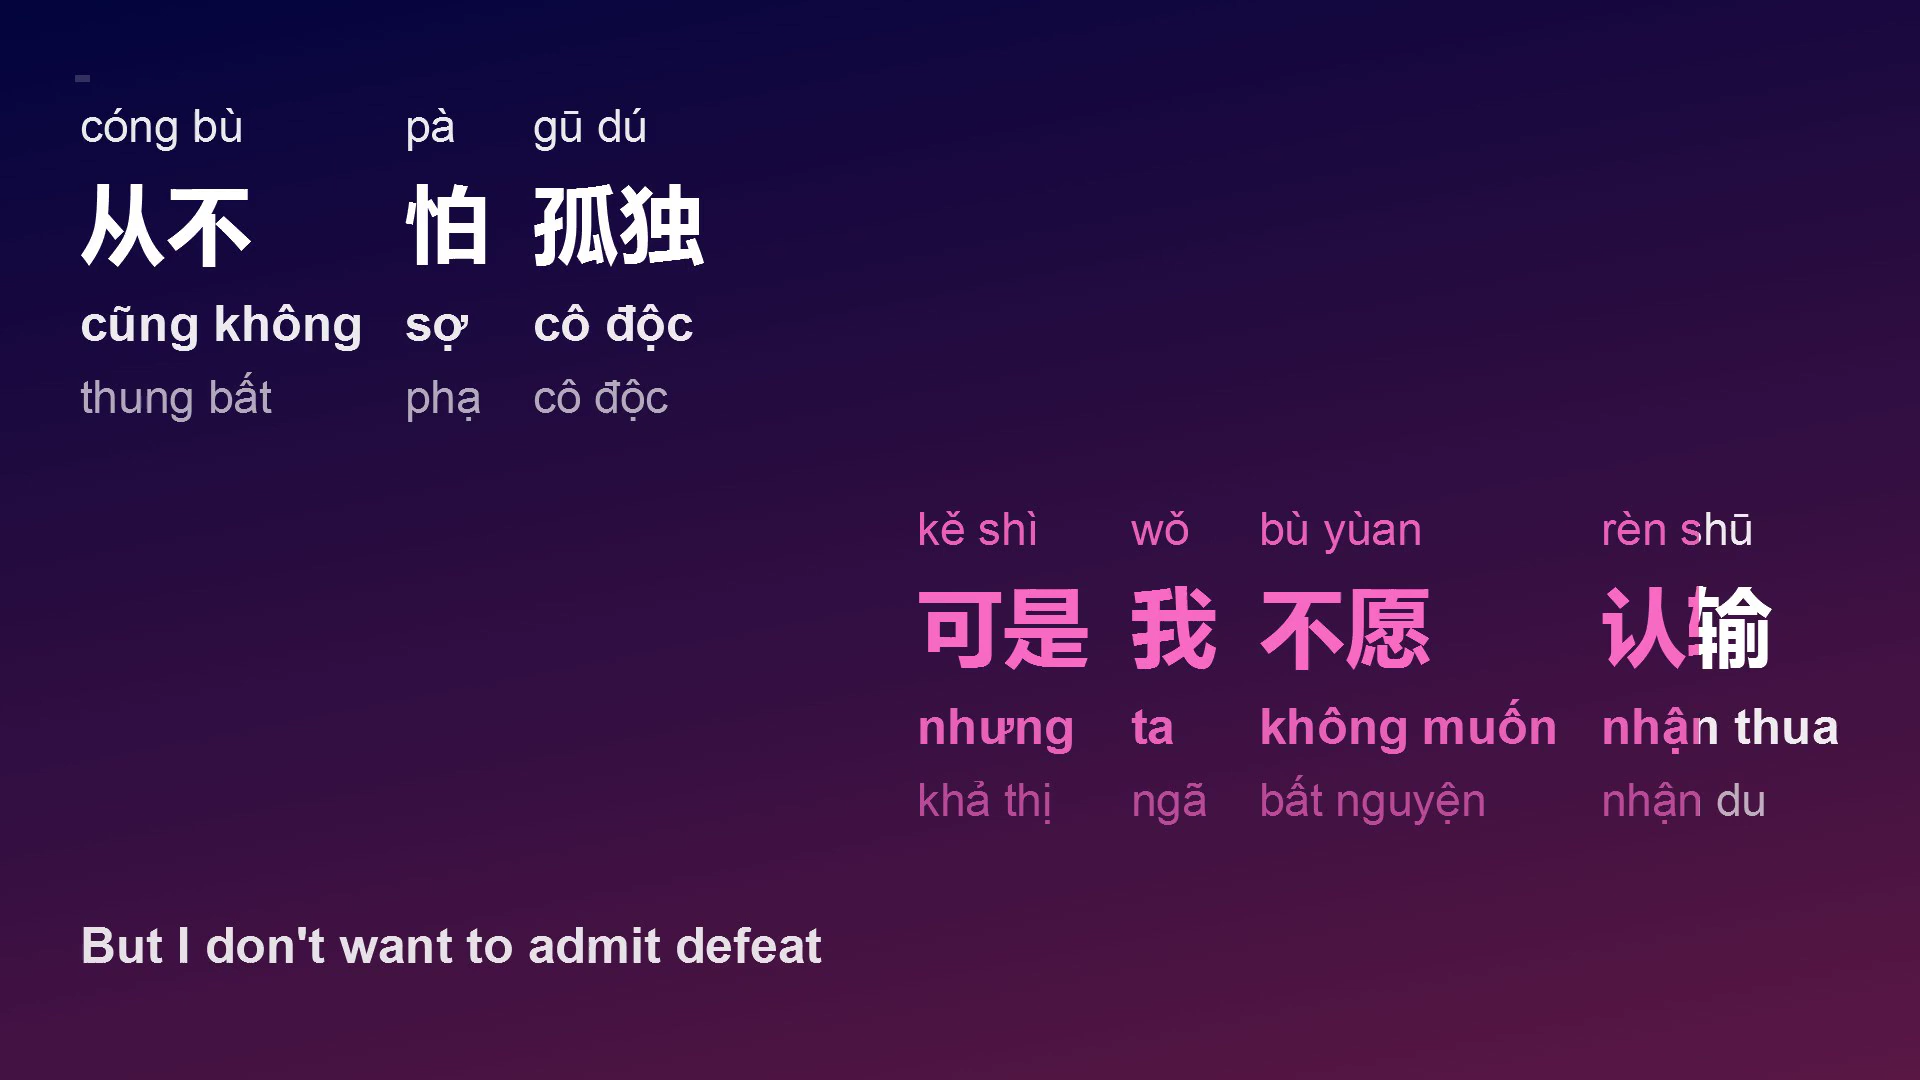 -
cóng bù pà gū dú
从不 怕 孤独
cũng không sợ cô độc
thung bất phạ cô độc
kě shì wǒ bù yùan rèn shū
可是 我 不愿 认输
nhưng ta không muốn nhận thua
khả thị ngã bất nguyện nhận du
But I don't want to admit defeat